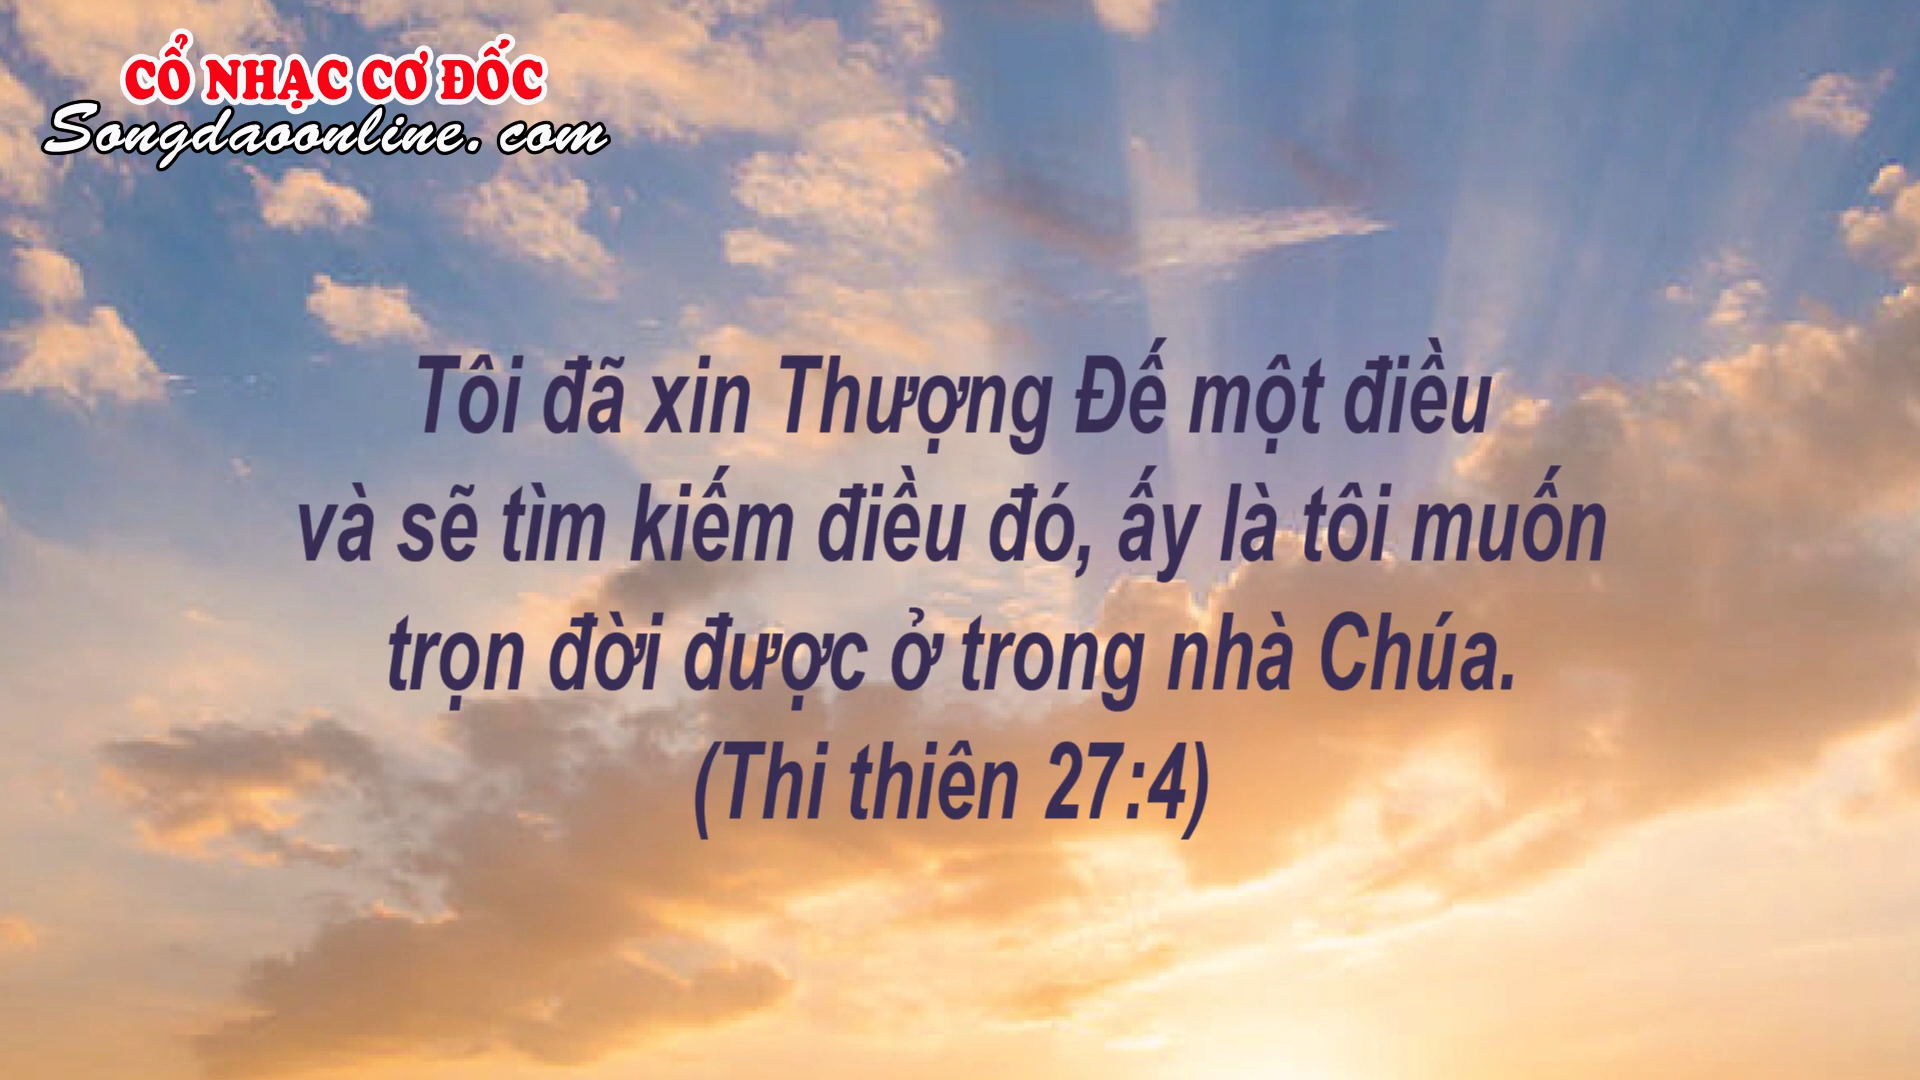 CỔ NHẠC CƠ ĐỐC
Songdaoonline.com
Tôi đã xin Thượng Đế một điều
và sẽ tìm kiếm điều đó, ấy là tôi muốn
trọn đời được ở trong nhà Chúa.
(Thi thiên 27:4)